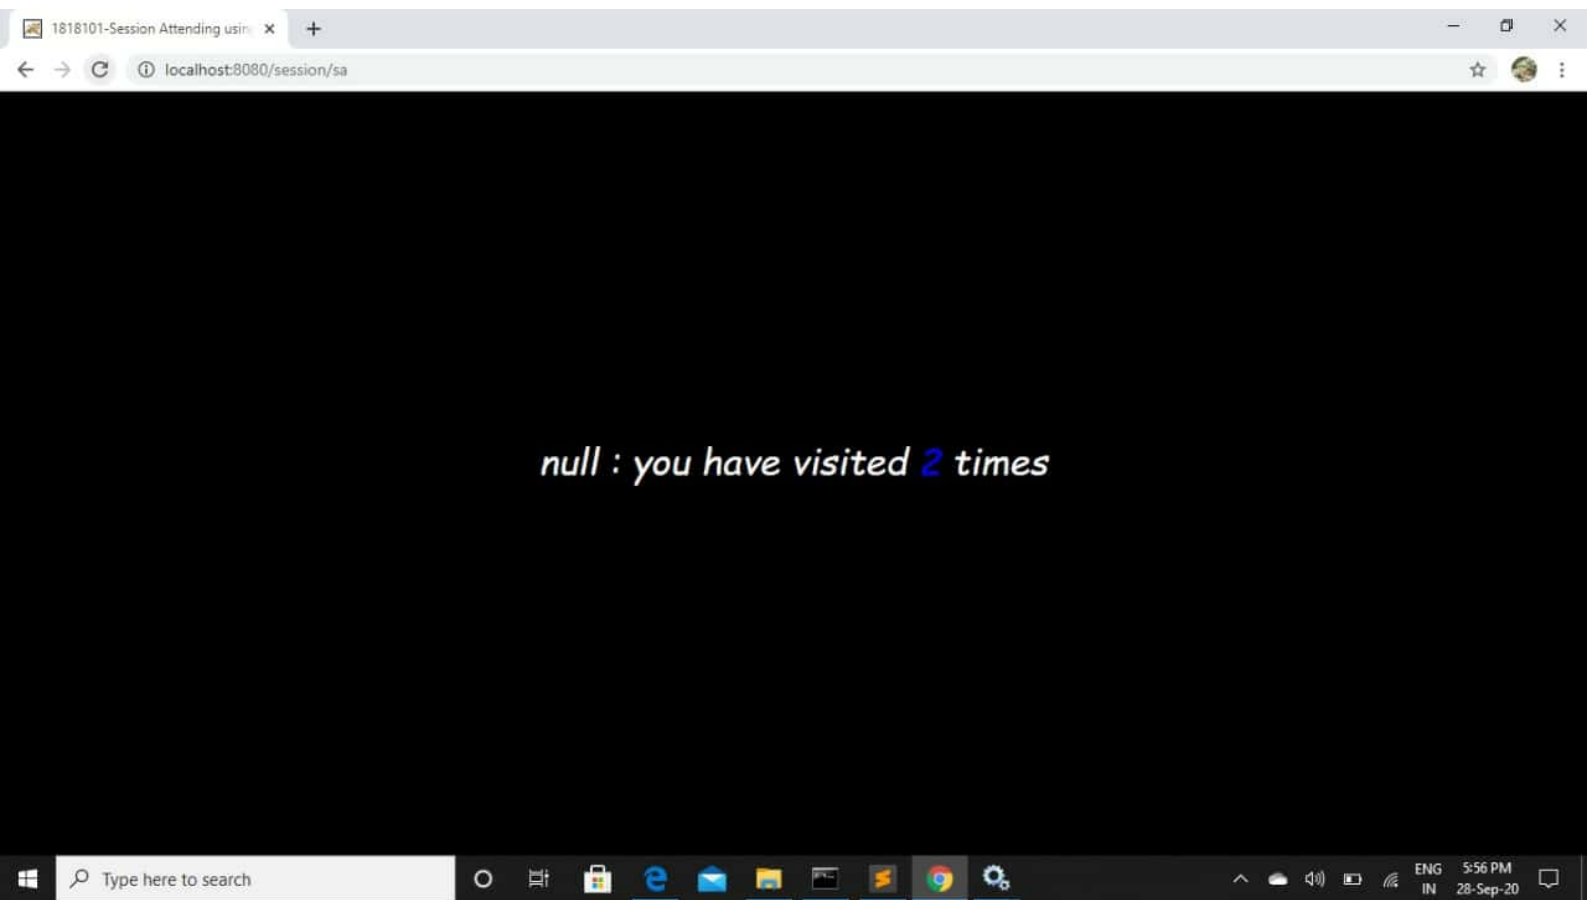 1818101-Session Attending usin
localhost:8080/session/sa
null : you have visited 2 times
Type here to search
ENG
IN
5:56 PM
28-Sep-20